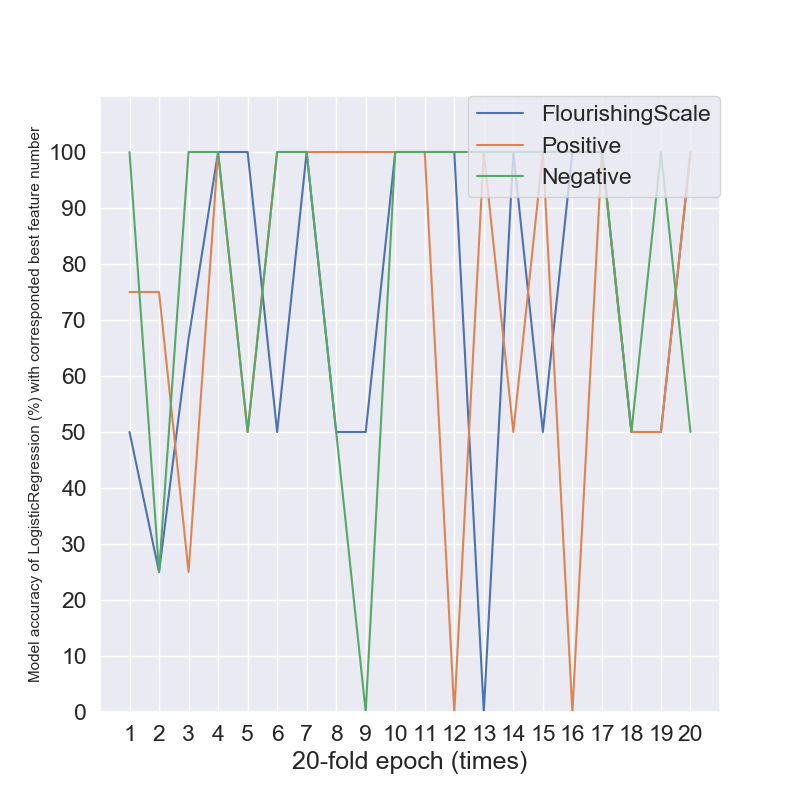 FlourishingScale
Positive
Negative
Model accuracy of LogisticRegression (%) with corresponded best feature number
100
90
80
70
60
50
40
30
20
10
0
1 2 3 4 5 6 7 8 9 10 11 12 13 14 15 16 17 18 19 20
20-fold epoch (times)